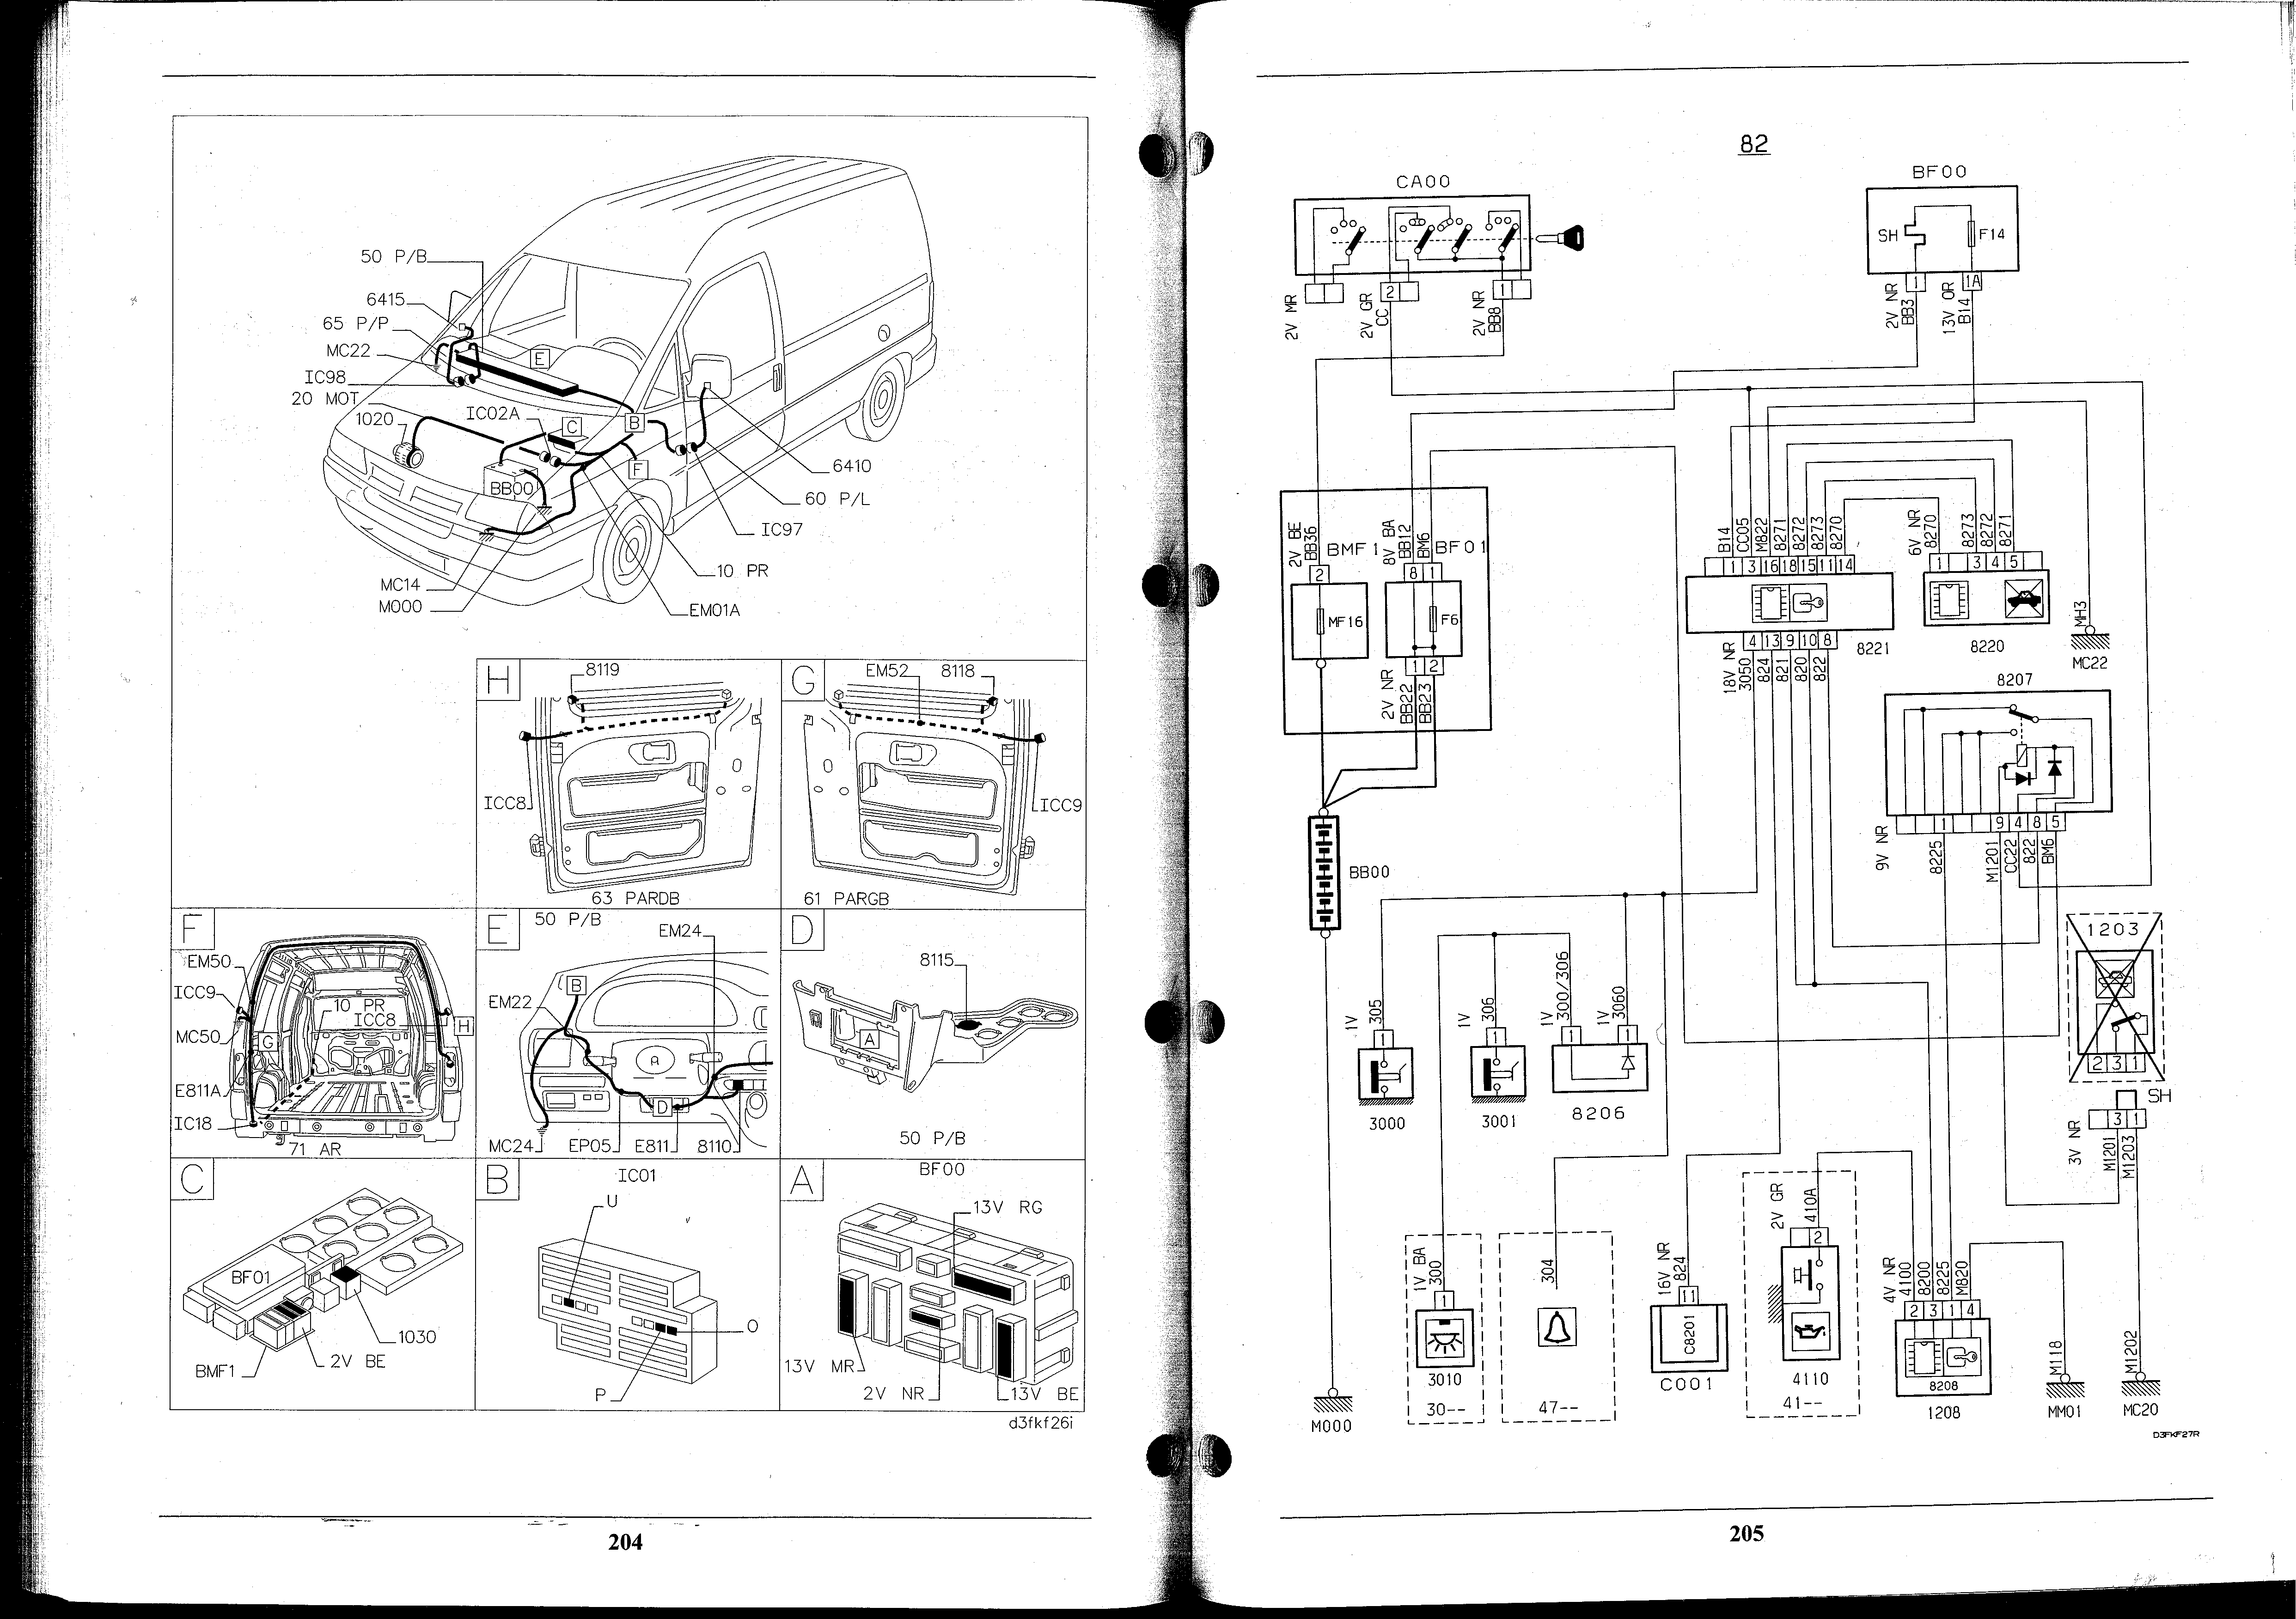 50 P/B
6415
65 P/P
MC22
IC98
20 MOT
1020
IC02A
E
C
B
F
BB00
6410
60 P/L
IC97
10 PR
EM01A
MC14
M000
H
8119
ICC8
63 PARDB
G
EM52
8118
ICC9
61 PARGB
F
EM50
ICC9
MC50
G
E811A
IC18
10 PR
ICC8
H
71 AR
E
50 P/B
EM24
B
EM22
A
D
MC24
EP05
E811
8110
D
8115
A
50 P/B
C
BF01
1030
2V BE
BMF1
B
IC01
U
O
P
A
BF00
13V RG
13V MR
2V NR
13V BE
d3fkf26i
204
82
CA00
2
1
2V MR
2V GR
CC
2V NR
BB8
BF00
SH
F14
1
1A
2V NR
BB3
13V OR
B14
2V BE
BB36
BMF1
8V BA
BB12
BM6
BF01
2
8 1
MF16
F6
1 2
2V NR
BB22
BB23
BB00
M000
B14
CC05
M822
8271
8272
8273
8270
1 3 16 18 15 11 14
4 13 9 10 8
8221
18V NR
3050
824
821
820
822
6V NR
8270
8273
8272
8271
1 3 4 5
8220
MH3
MC22
8207
1 9 4 8 5
9V NR
8225
M1201
CC22
822
BM6
1203
2 3 1
SH
3 1
3V NR
M1201
M1203
1V
305
1
3000
1V
306
1
3001
1V
300/306
1
1V
3060
1
8206
1V BA
300
1
3010
30--
304
47--
16V NR
824
11
C8201
C001
2V GR
410A
2
4110
41--
4V NR
4100
8200
8225
M820
2 3 1 4
8208
1208
M118
MM01
M1202
MC20
D3FKF27R
205